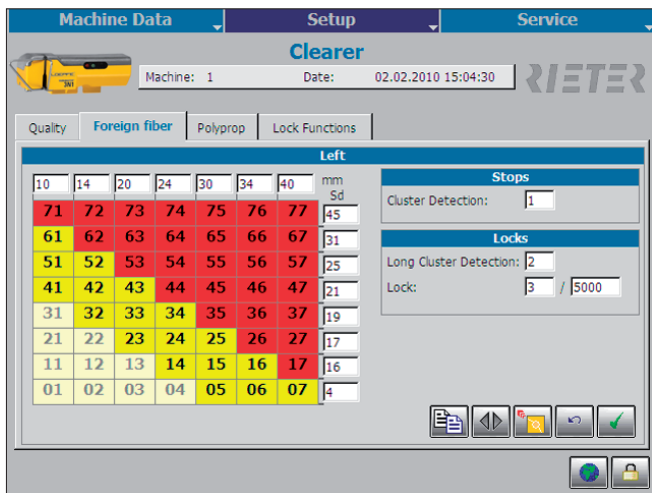 Machine Data Setup Service
Clearer
Machine: 1 Date: 02.02.2010 15:04:30
RIETER
LOEPFE
Quality Foreign fiber Polyprop Lock Functions
Left
10 14 20 24 30 34 40 mm
Sd
71 72 73 74 75 76 77 45
61 62 63 64 65 66 67 31
51 52 53 54 55 56 57 25
41 42 43 44 45 46 47 21
31 32 33 34 35 36 37 19
21 22 23 24 25 26 27 17
11 12 13 14 15 16 17 16
01 02 03 04 05 06 07 4
Stops
Cluster Detection: 1
Locks
Long Cluster Detection: 2
Lock: 3 / 5000